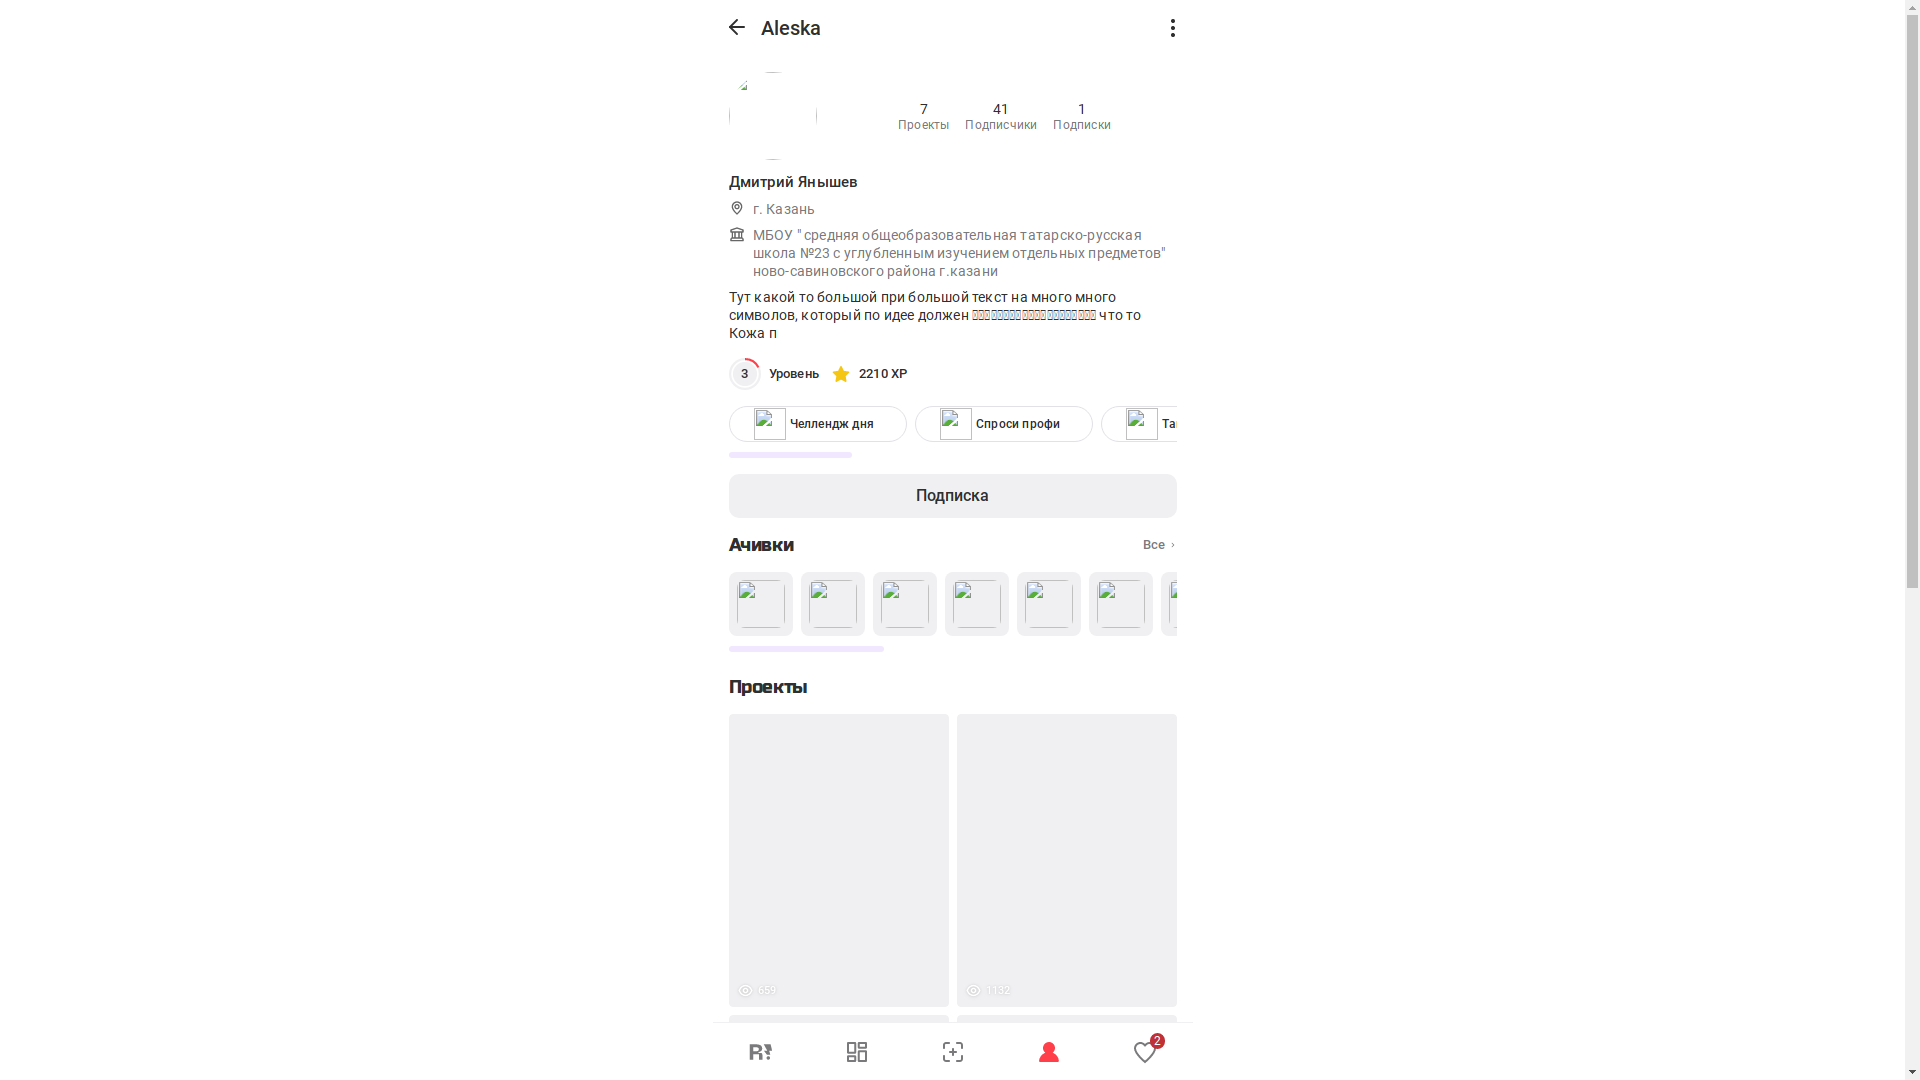 Aleska
7
41
1
Проекты
Подписчики
Подписки
Дмитрий Янышев
г. Казань
МБОУ " средняя общеобразовательная татарско-русская
школа №23 с углубленным изучением отдельных предметов"
ново-савиновского района г.казани
Тут какой то большой при большой текст на много много
символов, который по идее должен что то
Кожа п
3
Уровень
2210 XP
Челлендж дня
Спроси профи
Подписка
Ачивки
Все ›
Проекты
659
1132
R
2